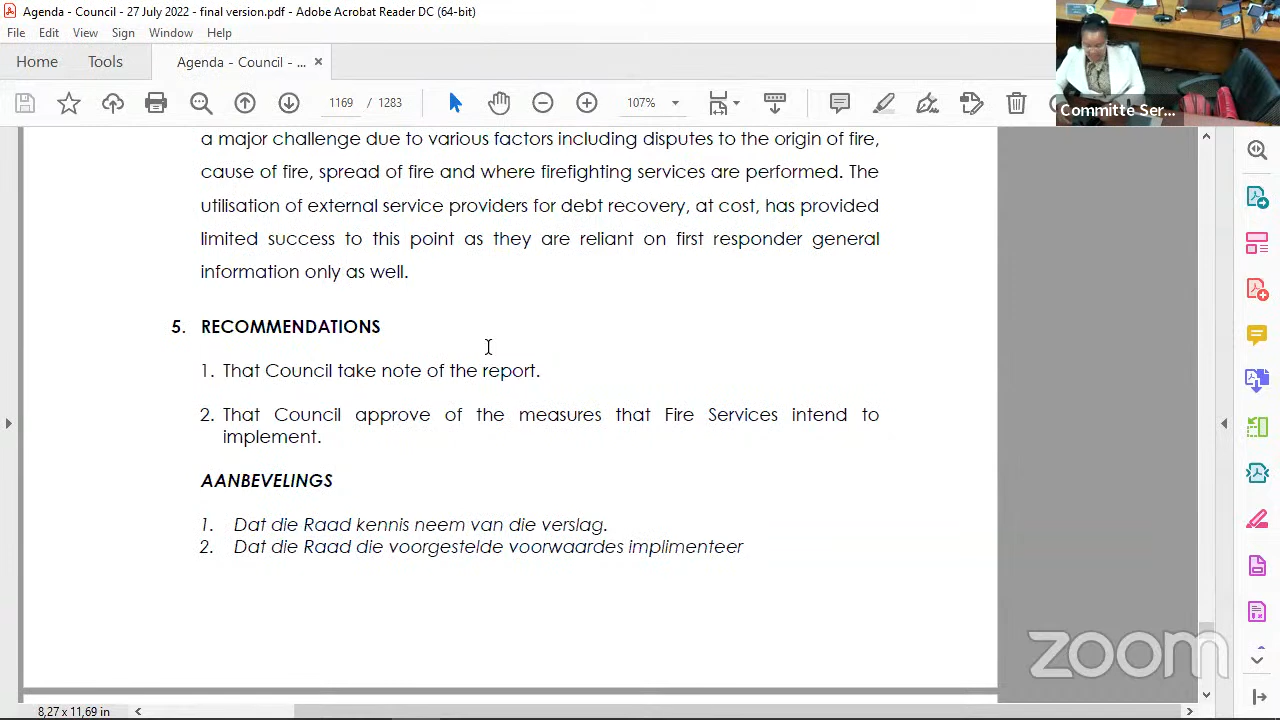 Agenda - Council - 27 July 2022 - final version.pdf - Adobe Acrobat Reader DC (64-bit)
File Edit View Sign Window Help
Home Tools Agenda - Council - ... ×
1169 / 1283 107%
Committe Ser...
a major challenge due to various factors including disputes to the origin of fire,
cause of fire, spread of fire and where firefighting services are performed. The
utilisation of external service providers for debt recovery, at cost, has provided
limited success to this point as they are reliant on first responder general
information only as well.
5. RECOMMENDATIONS
1. That Council take note of the report.
2. That Council approve of the measures that Fire Services intend to
implement.
AANBEVELINGS
1. Dat die Raad kennis neem van die verslag.
2. Dat die Raad die voorgestelde voorwaardes implimenteer
zoom
8,27 x 11,69 in